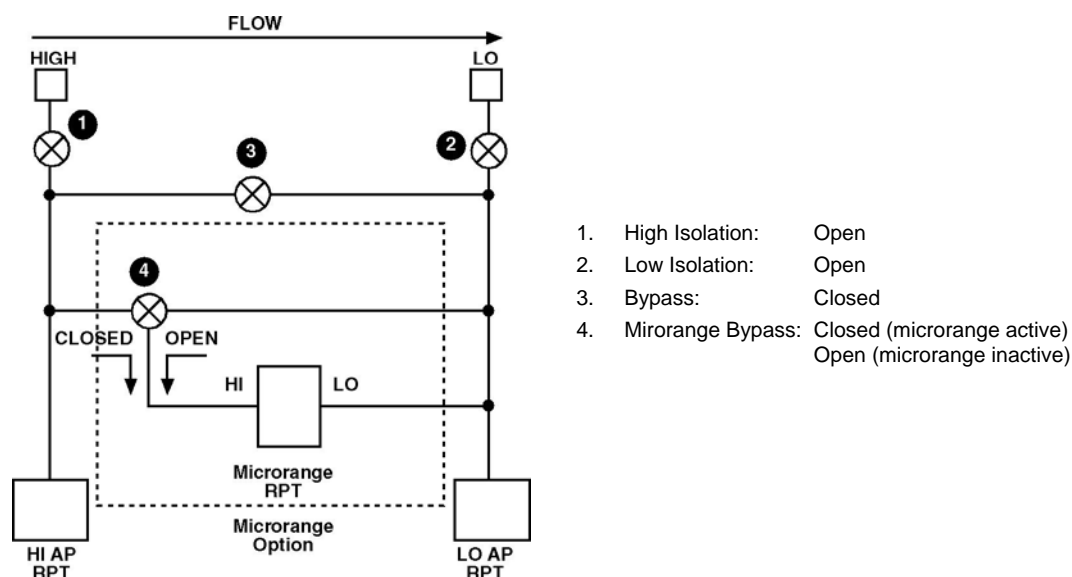 FLOW
HIGH
LO
1
2
3
4
CLOSED
OPEN
HI
LO
Microrange
RPT
Microrange
Option
HI AP
RPT
LO AP
RPT
1. High Isolation: Open
2. Low Isolation: Open
3. Bypass: Closed
4. Mirorange Bypass: Closed (microrange active)
Open (microrange inactive)